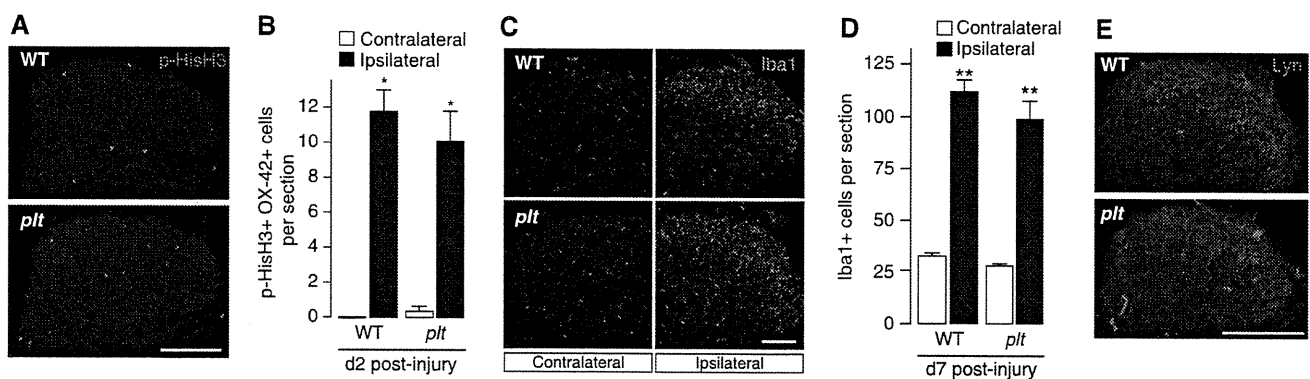 A
WT
p-HisH3
plt
B
Contralateral
Ipsilateral
p-HisH3+ OX-42+ cells
per section
12
10
8
6
4
2
0
*
*
WT
plt
d2 post-injury
C
WT
Iba1
plt
Contralateral
Ipsilateral
D
Contralateral
Ipsilateral
Iba1+ cells per section
125
100
75
50
25
0
**
**
WT
plt
d7 post-injury
E
WT
Lyn
plt